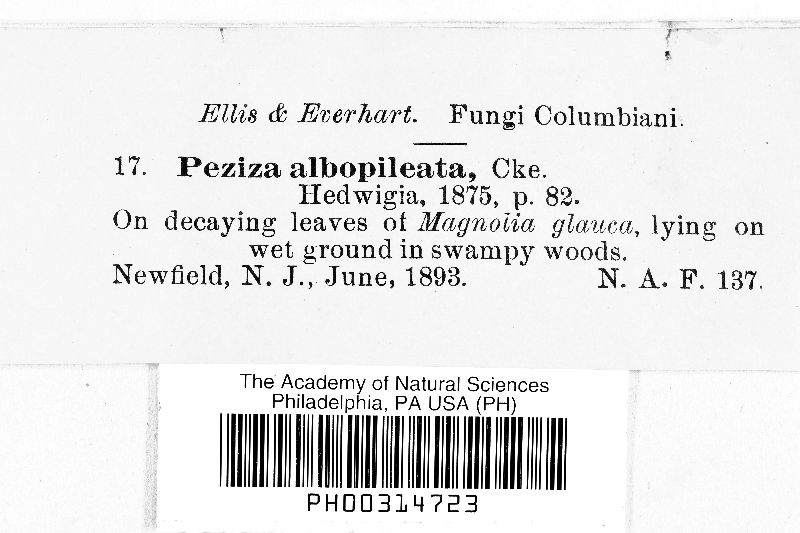 Ellis & Everhart. Fungi Columbiani.
17. Peziza albopileata, Cke.
Hedwigia, 1875, p. 82.
On decaying leaves of Magnolia glauca, lying on
wet ground in swampy woods.
Newfield, N. J., June, 1893. N. A. F. 137.
The Academy of Natural Sciences
Philadelphia, PA USA (PH)
PH00314723